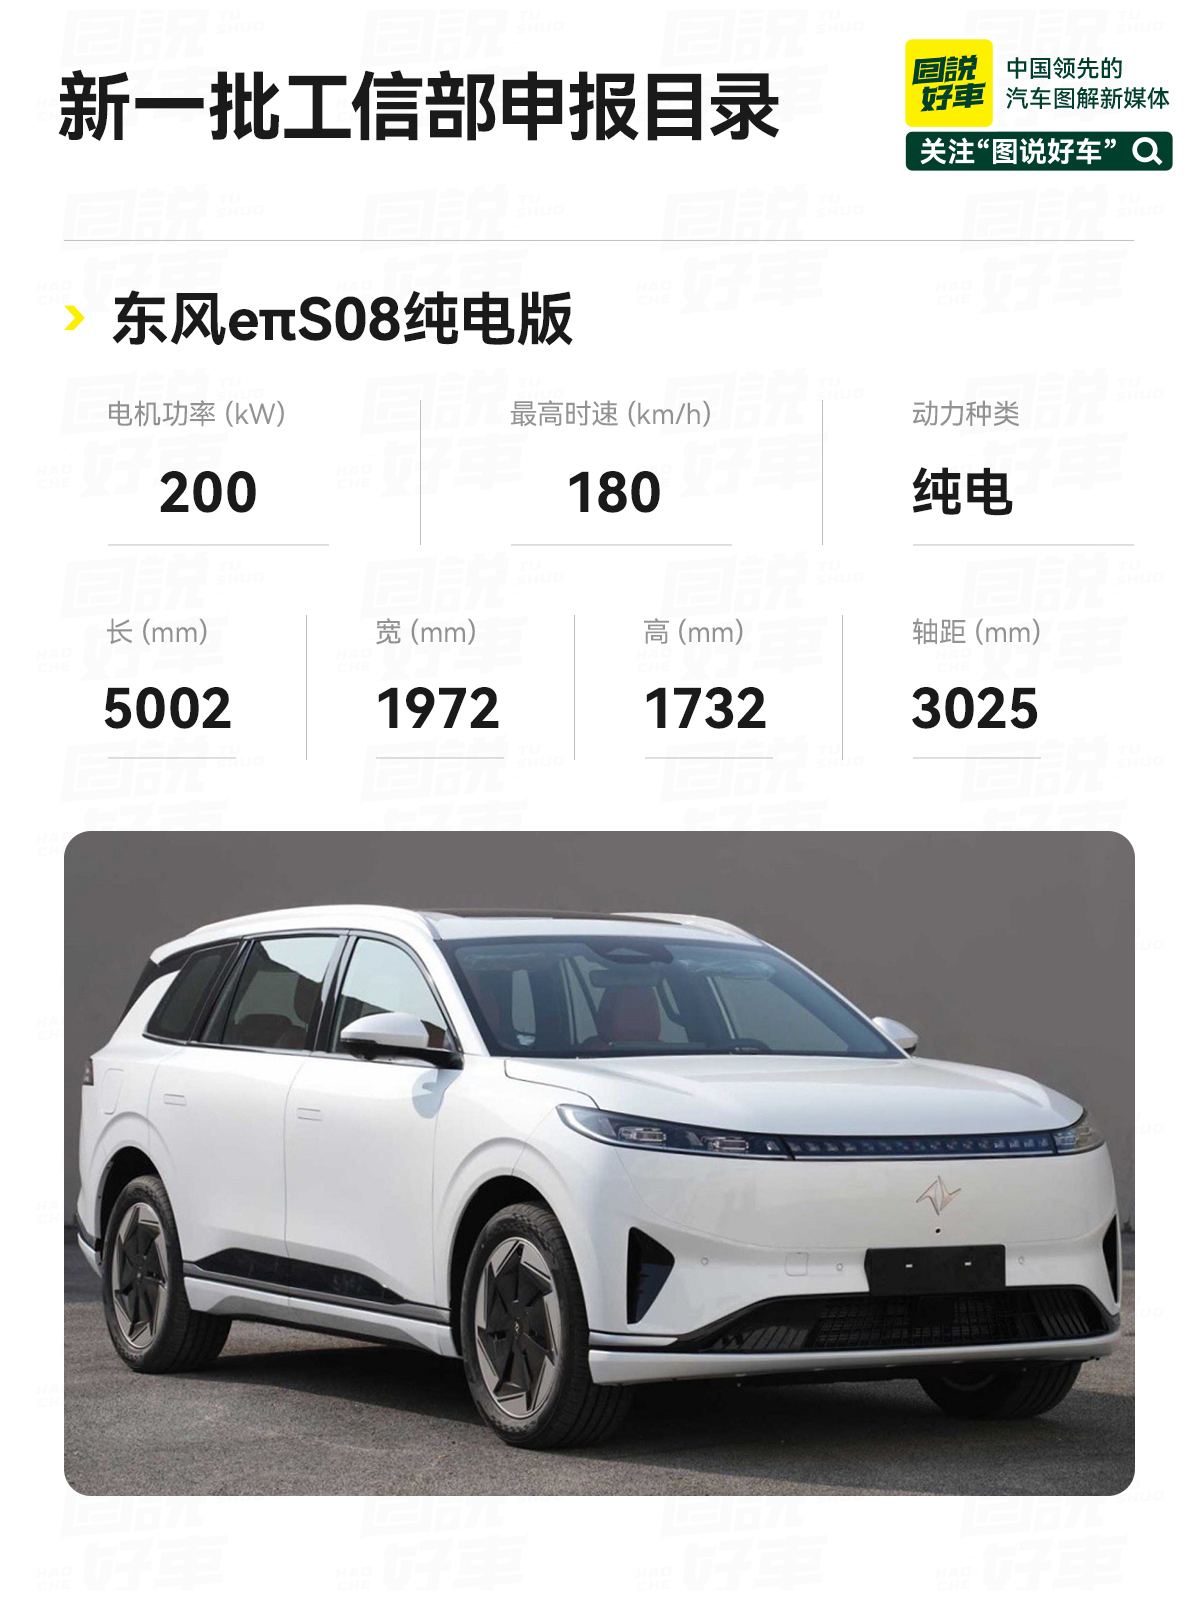 新一批工信部申报目录
图説
好車
中国领先的
汽车图解新媒体
关注“图说好车”
东风eπS08纯电版
电机功率 (kW)
最高时速 (km/h)
动力种类
200
180
纯电
长 (mm)
宽 (mm)
高 (mm)
轴距 (mm)
5002
1972
1732
3025